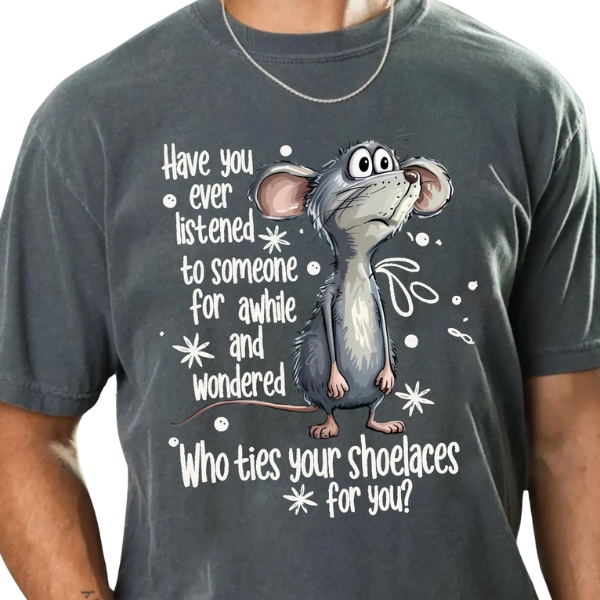 Have you
ever
listened
to someone
for awhile
and
wondered
Who ties your shoelaces
for you?